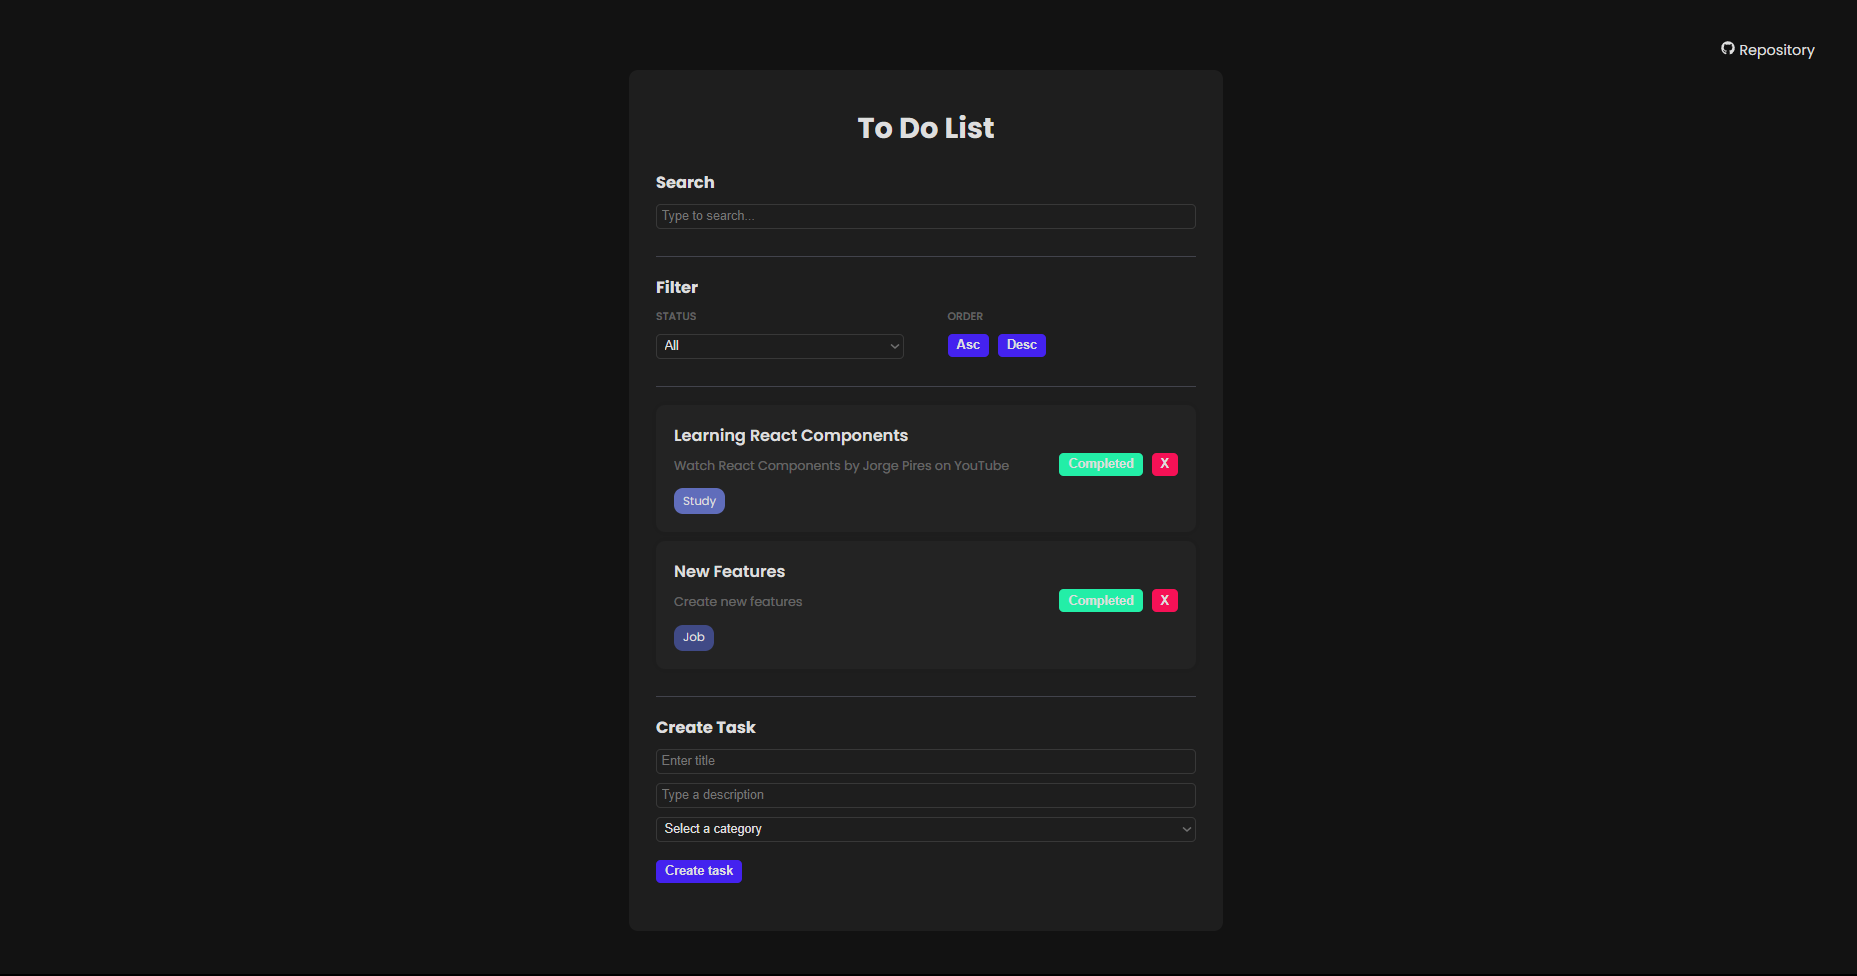 Repository
To Do List
Search
Type to search...
Filter
STATUS
ORDER
All
Asc
Desc
Learning React Components
Watch React Components by Jorge Pires on YouTube
Completed
X
Study
New Features
Create new features
Completed
X
Job
Create Task
Enter title
Type a description
Select a category
Create task